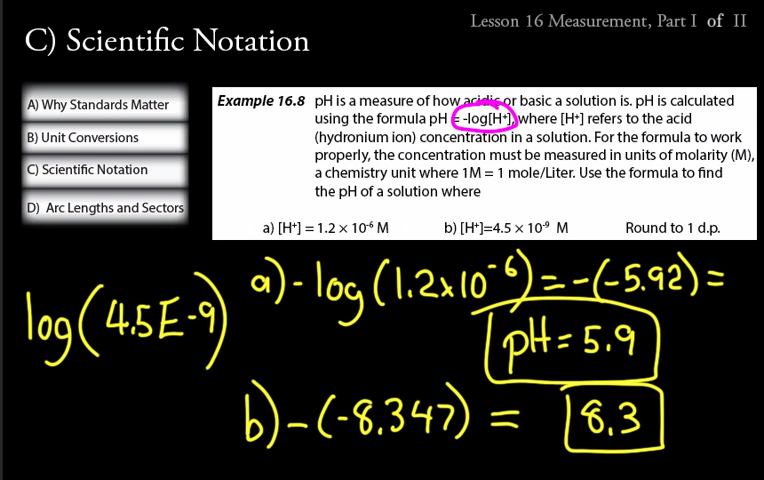 Lesson 16 Measurement, Part I of II
C) Scientific Notation
A) Why Standards Matter
B) Unit Conversions
C) Scientific Notation
D) Arc Lengths and Sectors
Example 16.8 pH is a measure of how acidic or basic a solution is. pH is calculated
using the formula pH = -log[H⁺], where [H⁺] refers to the acid
(hydronium ion) concentration in a solution. For the formula to work
properly, the concentration must be measured in units of molarity (M),
a chemistry unit where 1M = 1 mole/Liter. Use the formula to find
the pH of a solution where
a) [H⁺] = 1.2 × 10⁻⁶ M b) [H⁺]=4.5 × 10⁻⁹ M Round to 1 d.p.
log(4.5E-9)
a) -log(1.2x10⁻⁶) = -(-5.92) =
pH = 5.9
b) -(-8.347) = 8.3